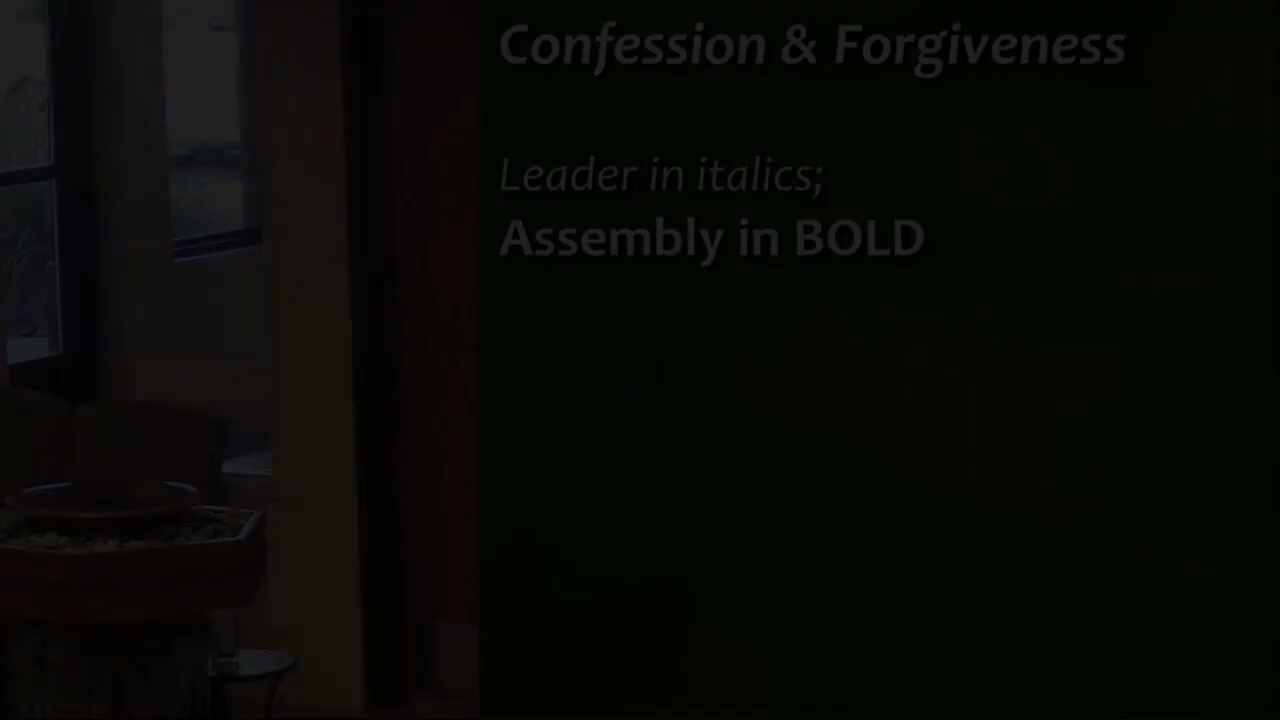 Confession & Forgiveness
Leader in italics;
Assembly in BOLD